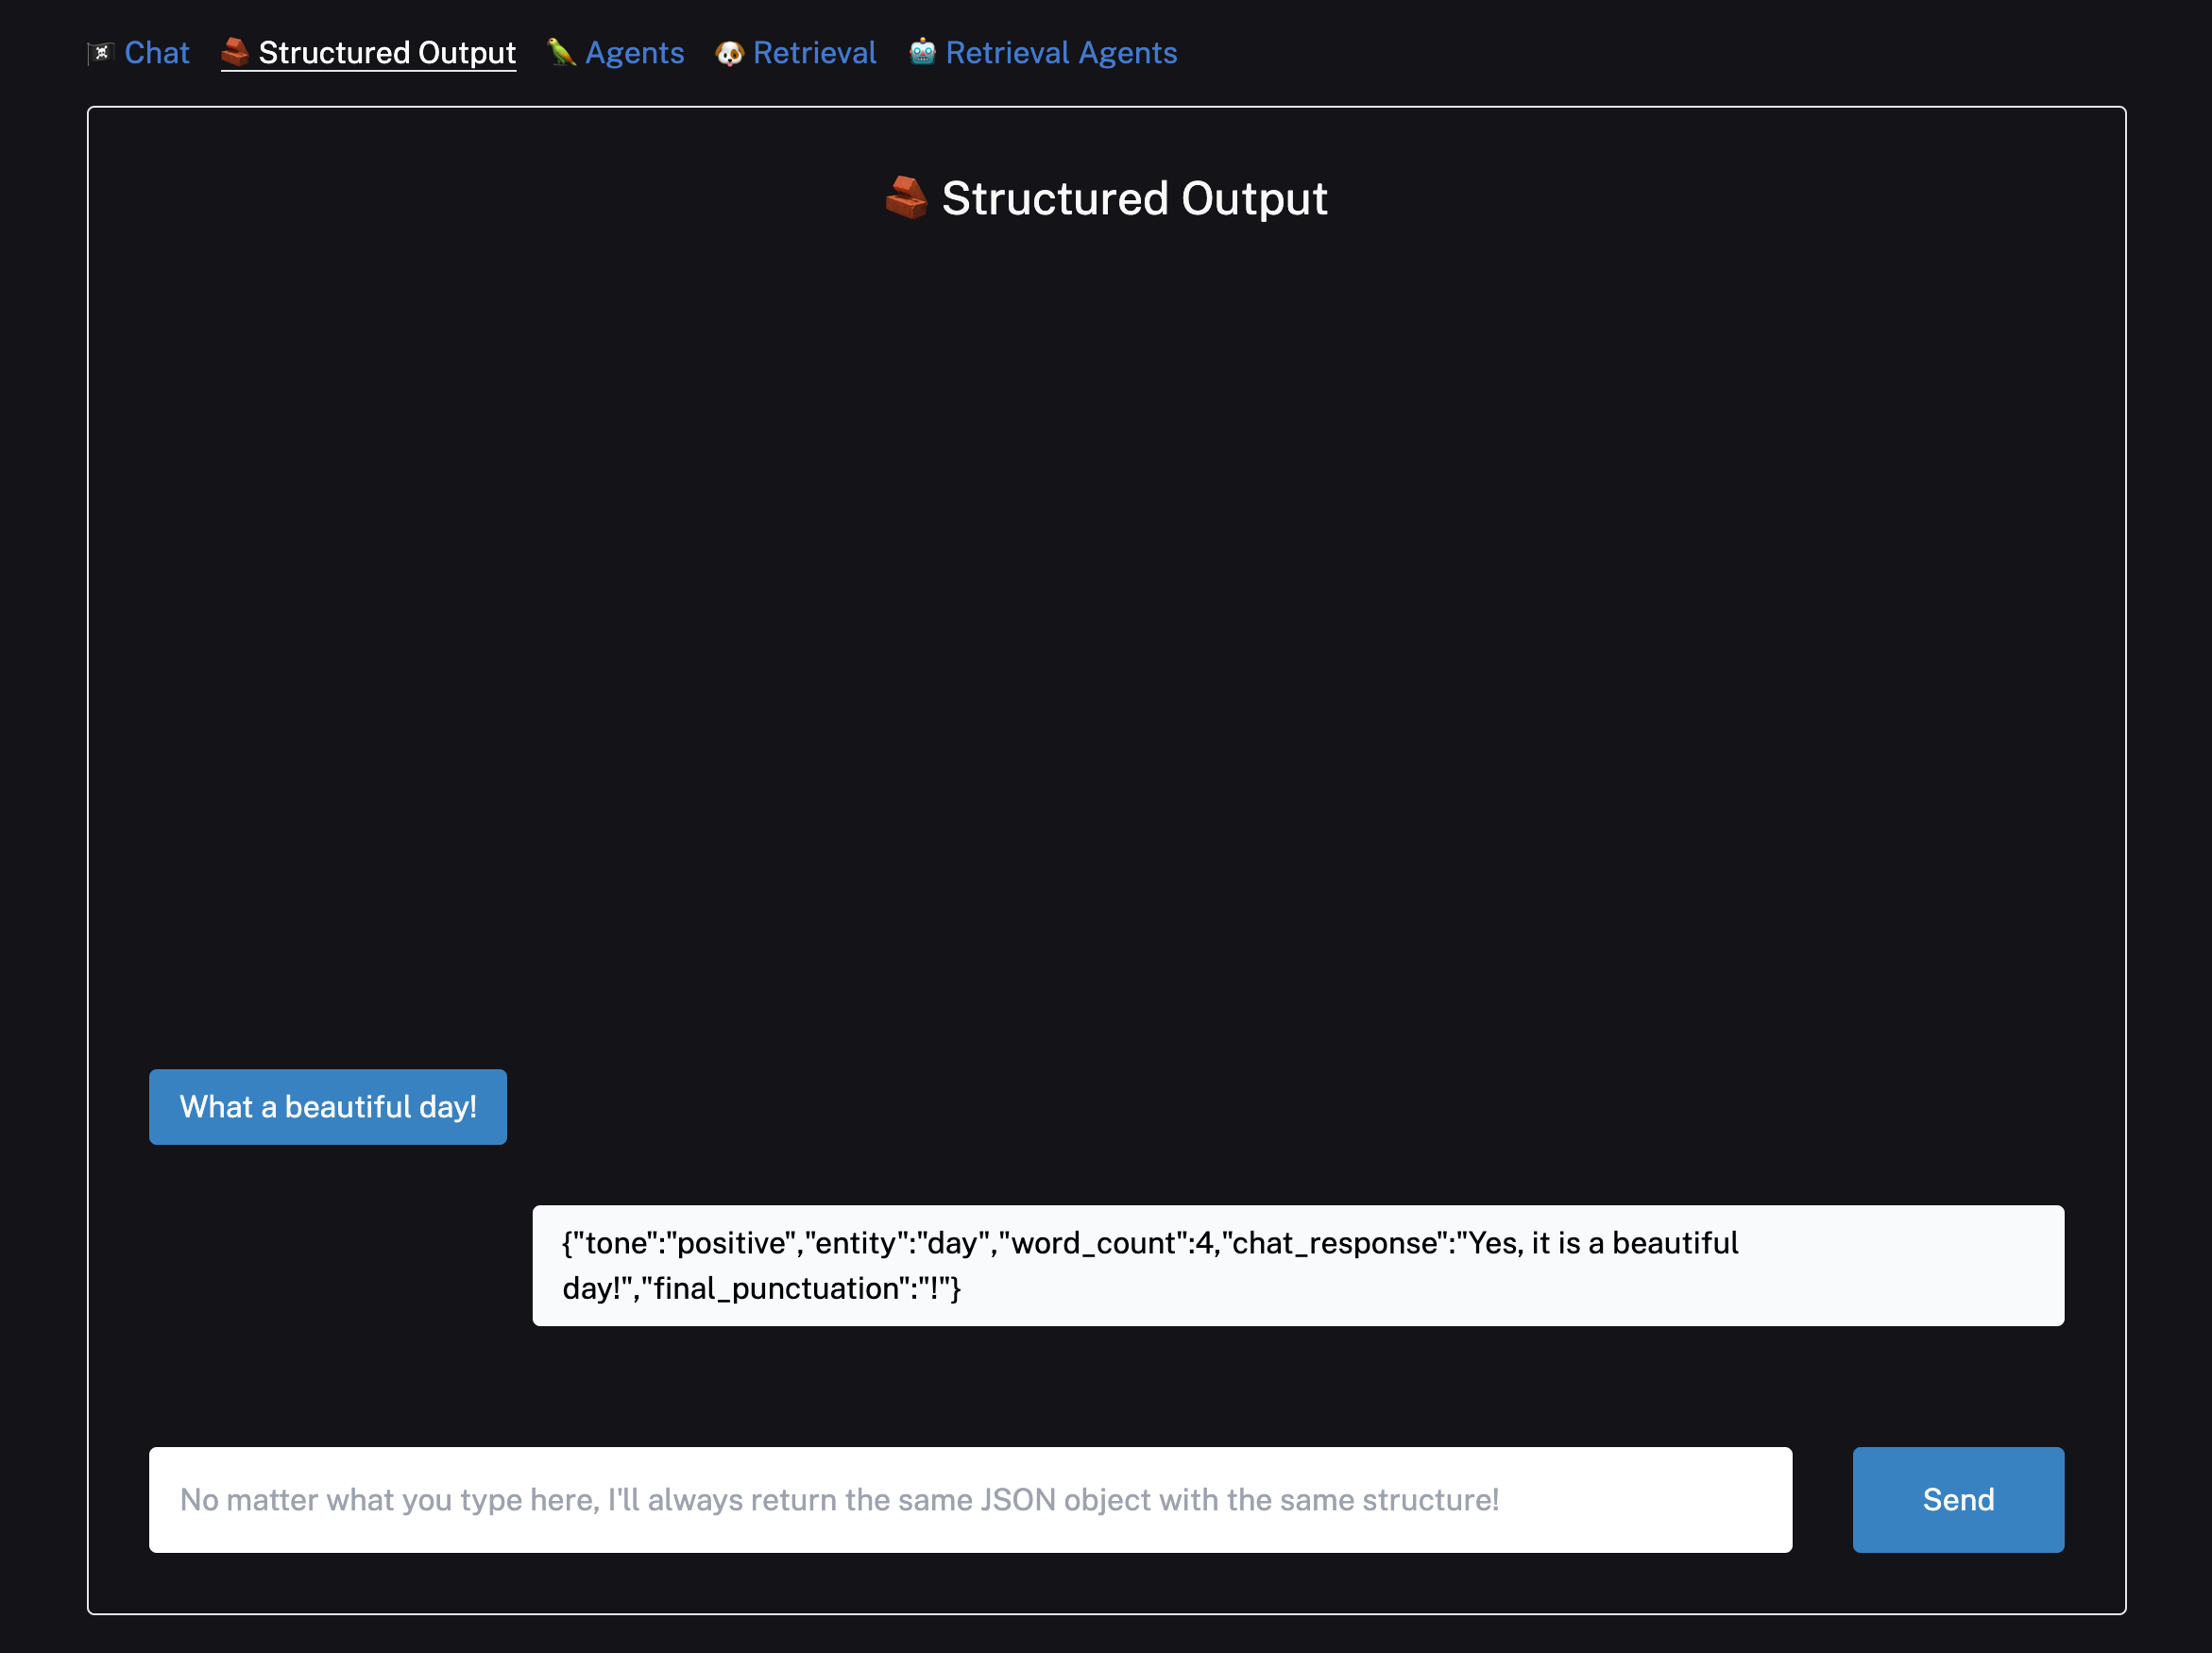 🏴‍☠️ Chat 🧱 Structured Output 🦜 Agents 🐶 Retrieval 🤖 Retrieval Agents
🧱 Structured Output
What a beautiful day!
{"tone":"positive","entity":"day","word_count":4,"chat_response":"Yes, it is a beautiful
day!","final_punctuation":"!"}
No matter what you type here, I'll always return the same JSON object with the same structure!
Send